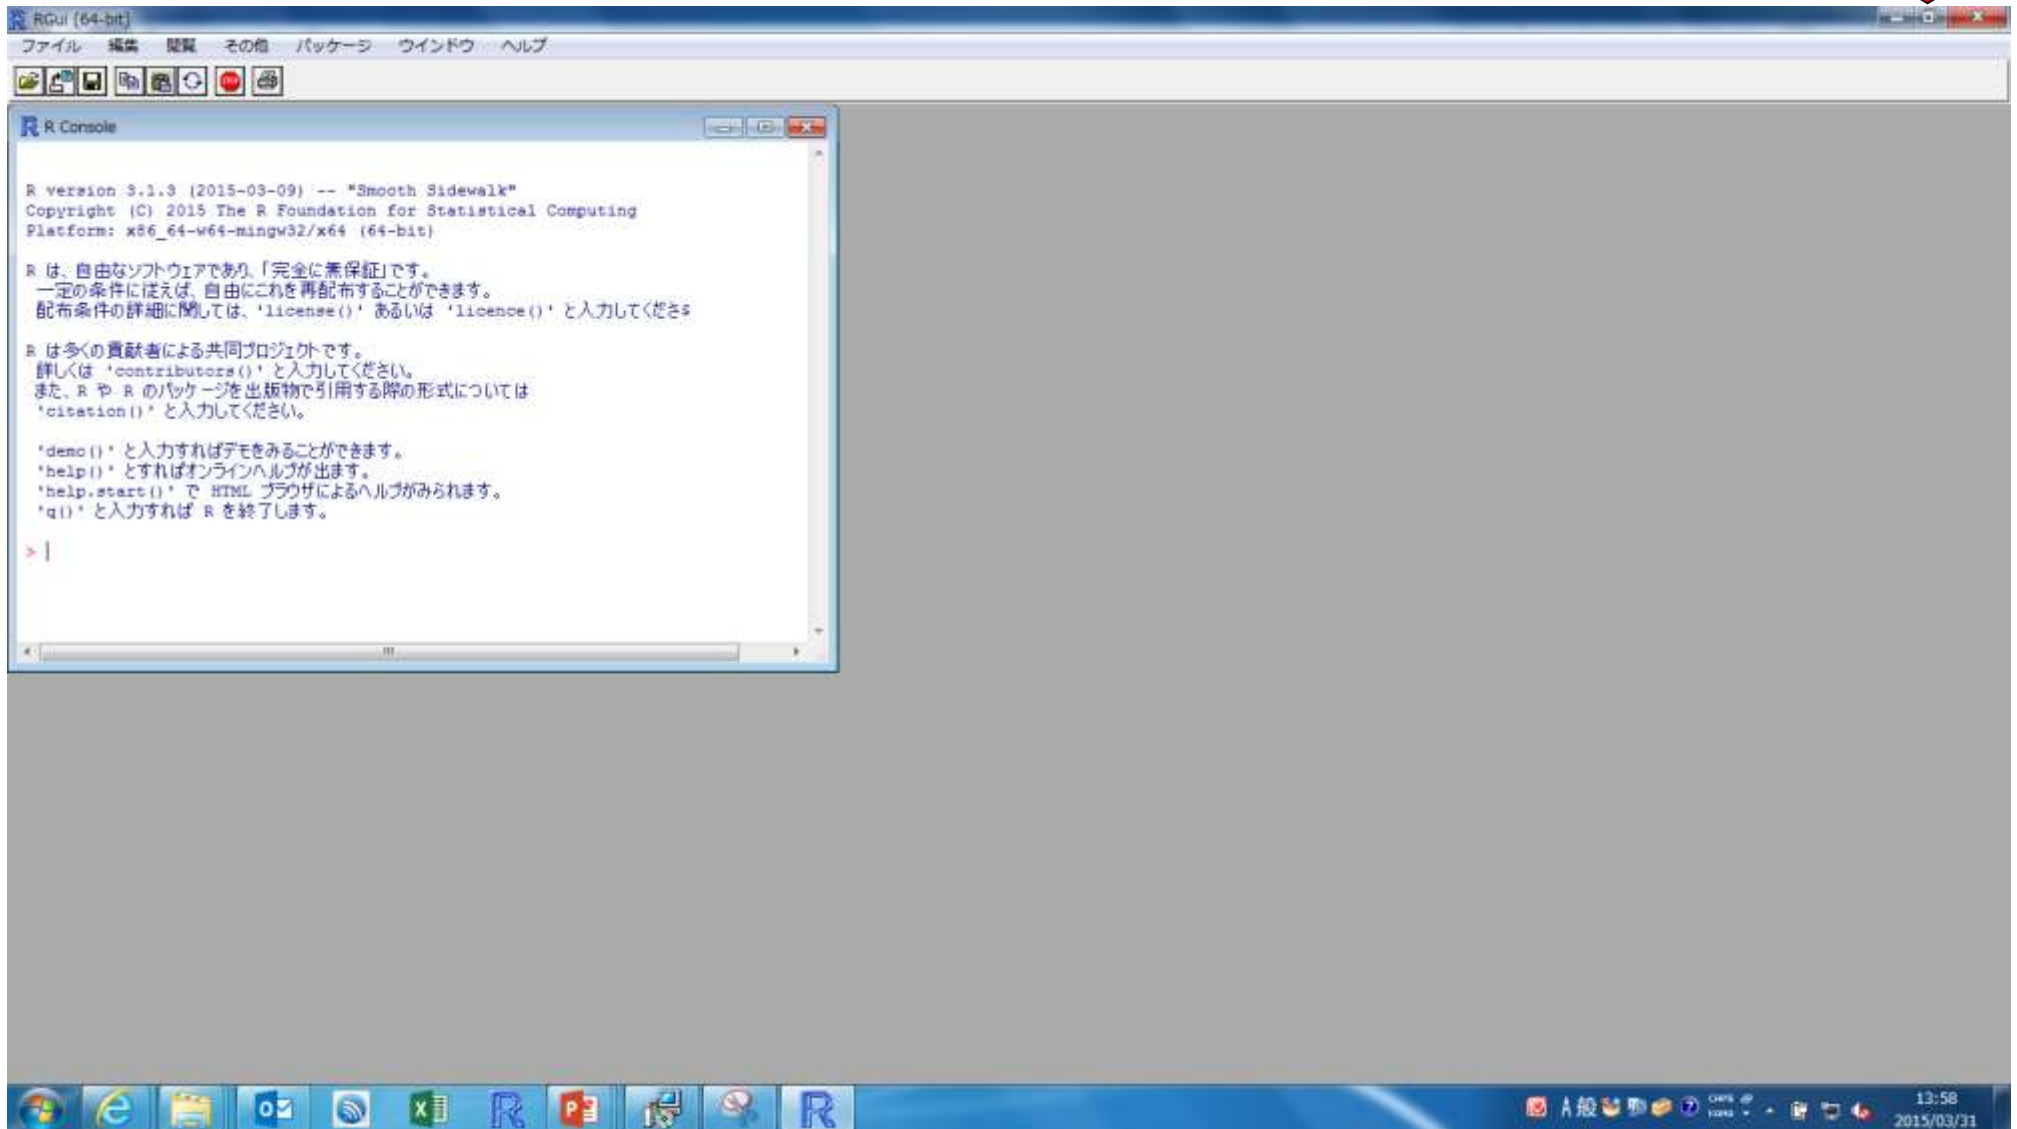 RGui (64-bit)
ファイル 編集 閲覧 その他 パッケージ ウインドウ ヘルプ
STOP
R Console
R version 3.1.3 (2015-03-09) -- "Smooth Sidewalk"
Copyright (C) 2015 The R Foundation for Statistical Computing
Platform: x86_64-w64-mingw32/x64 (64-bit)
R は、自由なソフトウェアであり、「完全に無保証」です。
一定の条件に従えば、自由にこれを再配布することができます。
配布条件の詳細に関しては、'license()' あるいは 'licence()' と入力してくださ$
R は多くの貢献者による共同プロジェクトです。
詳しくは 'contributors()' と入力してください。
また、R や R のパッケージを出版物で引用する際の形式については
'citation()' と入力してください。
'demo()' と入力すればデモをみることができます。
'help()' とすればオンラインヘルプが出ます。
'help.start()' で HTML ブラウザによるヘルプがみられます。
'q()' と入力すれば R を終了します。
>
A 般
CAPS
KANA
13:58
2015/03/31